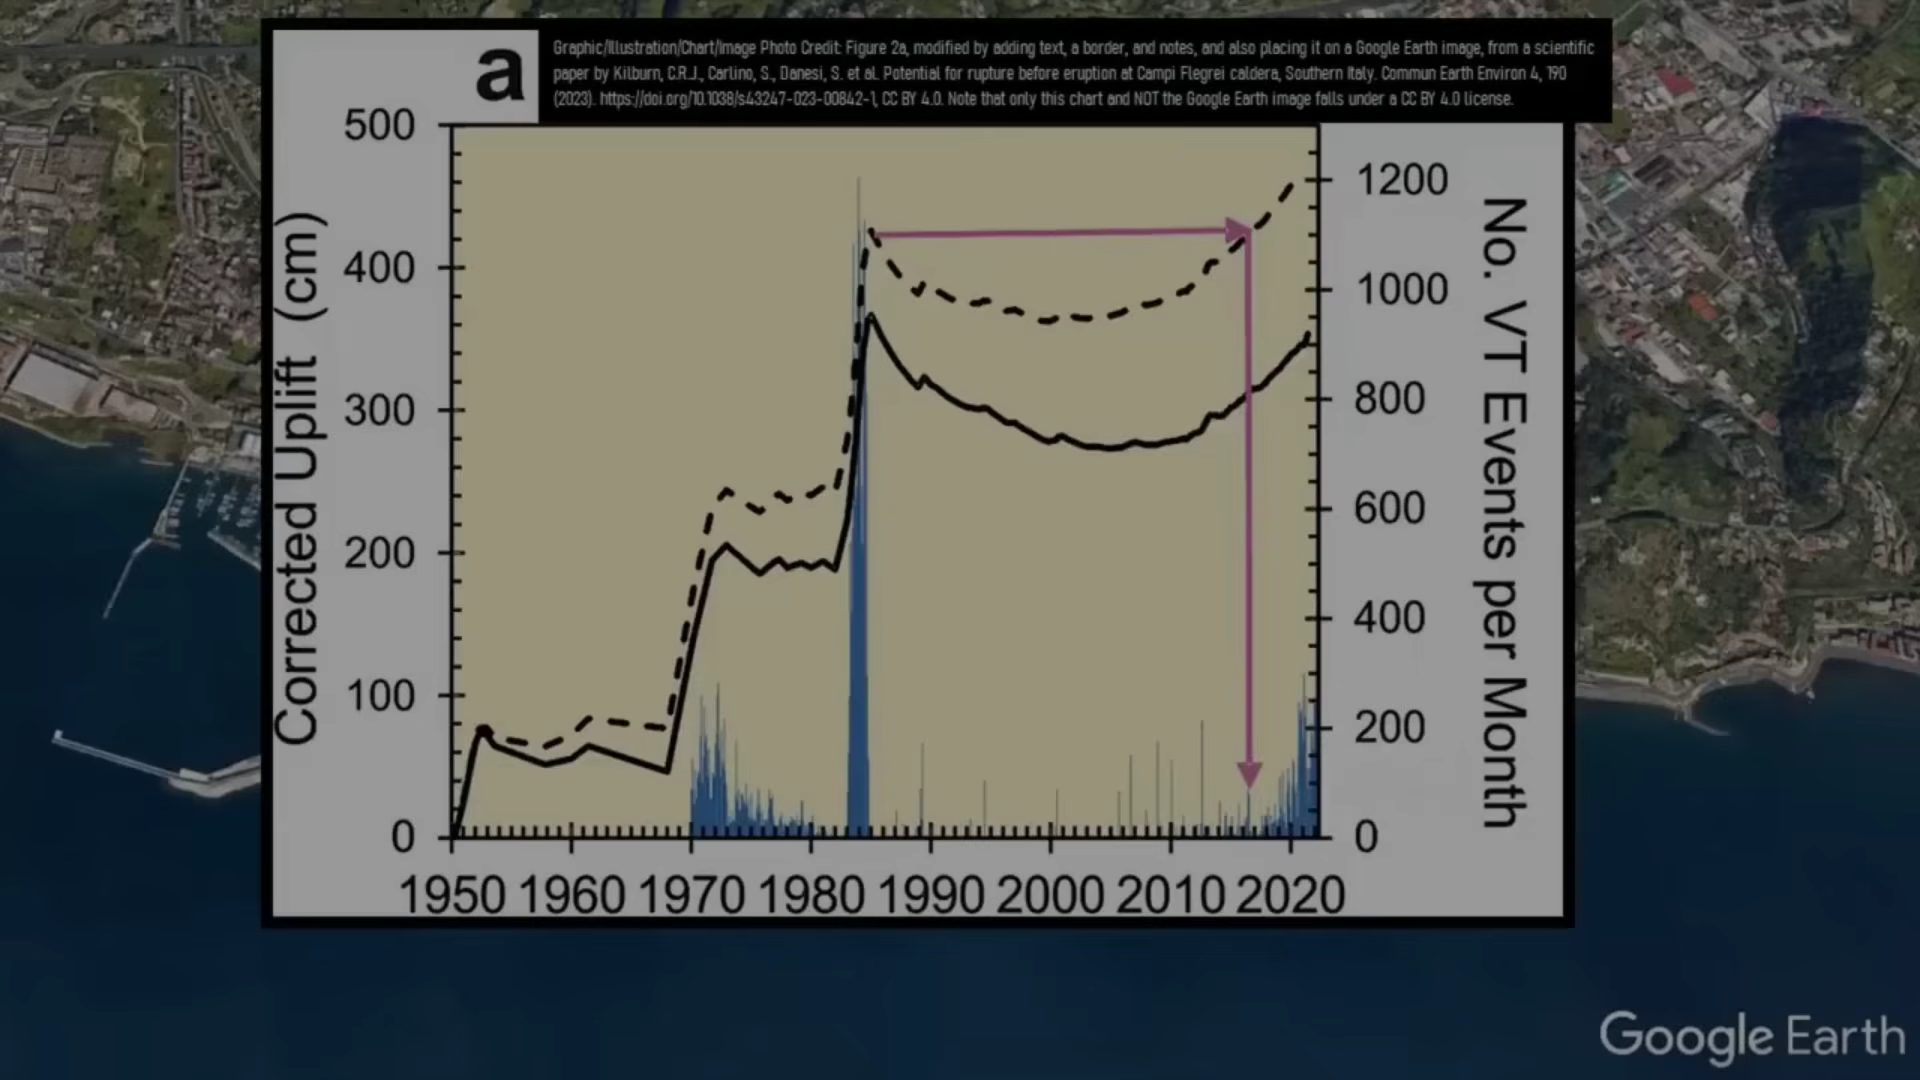 a
Graphic/Illustration/Chart/Image Photo Credit: Figure 2a, modified by adding text, a border, and notes, and also placing it on a Google Earth image, from a scientific
paper by Kilburn, C.R.J., Carlino, S., Danesi, S. et al. Potential for rupture before eruption at Campi Flegrei caldera, Southern Italy. Commun Earth Environ 4, 190
(2023). https://doi.org/10.1038/s43247-023-00842-1, CC BY 4.0. Note that only this chart and NOT the Google Earth image falls under a CC BY 4.0 license.
Corrected Uplift (cm)
500
400
300
200
100
0
1200
1000
800
600
400
200
0
No. VT Events per Month
1950 1960 1970 1980 1990 2000 2010 2020
Google Earth